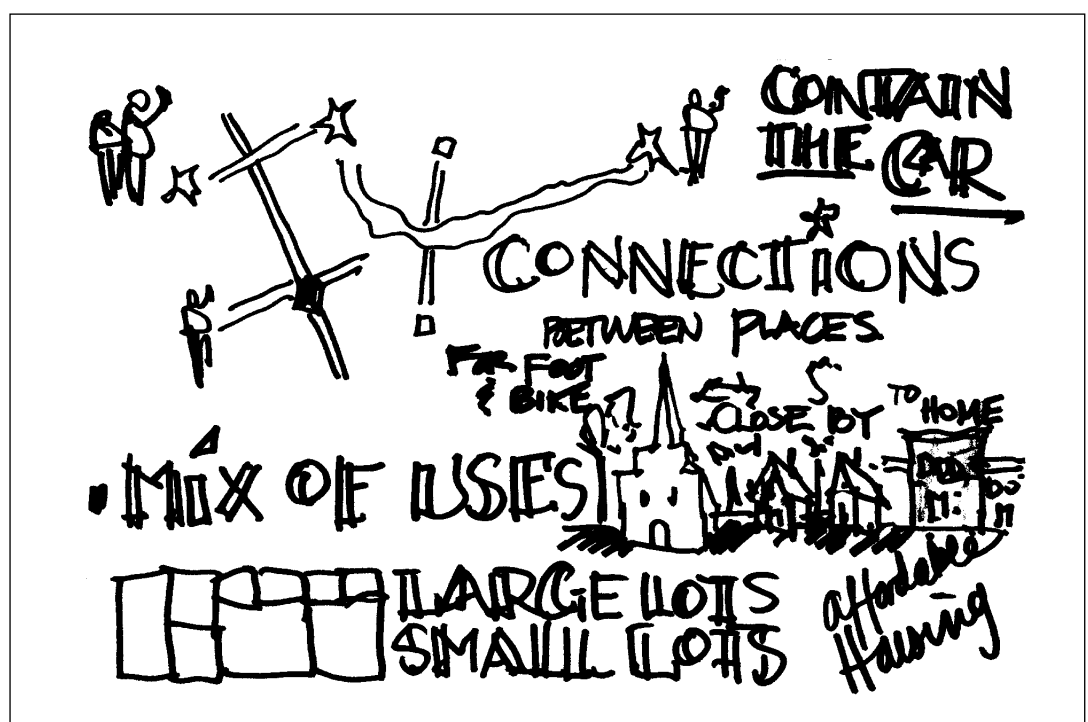 CONTAIN
THE CAR
CONNECTIONS
BETWEEN PLACES
FOR FOOT
& BIKE
CLOSE BY
TO HOME
• MIX OF USES
LARGE LOTS
SMALL LOTS
affordable
Housing